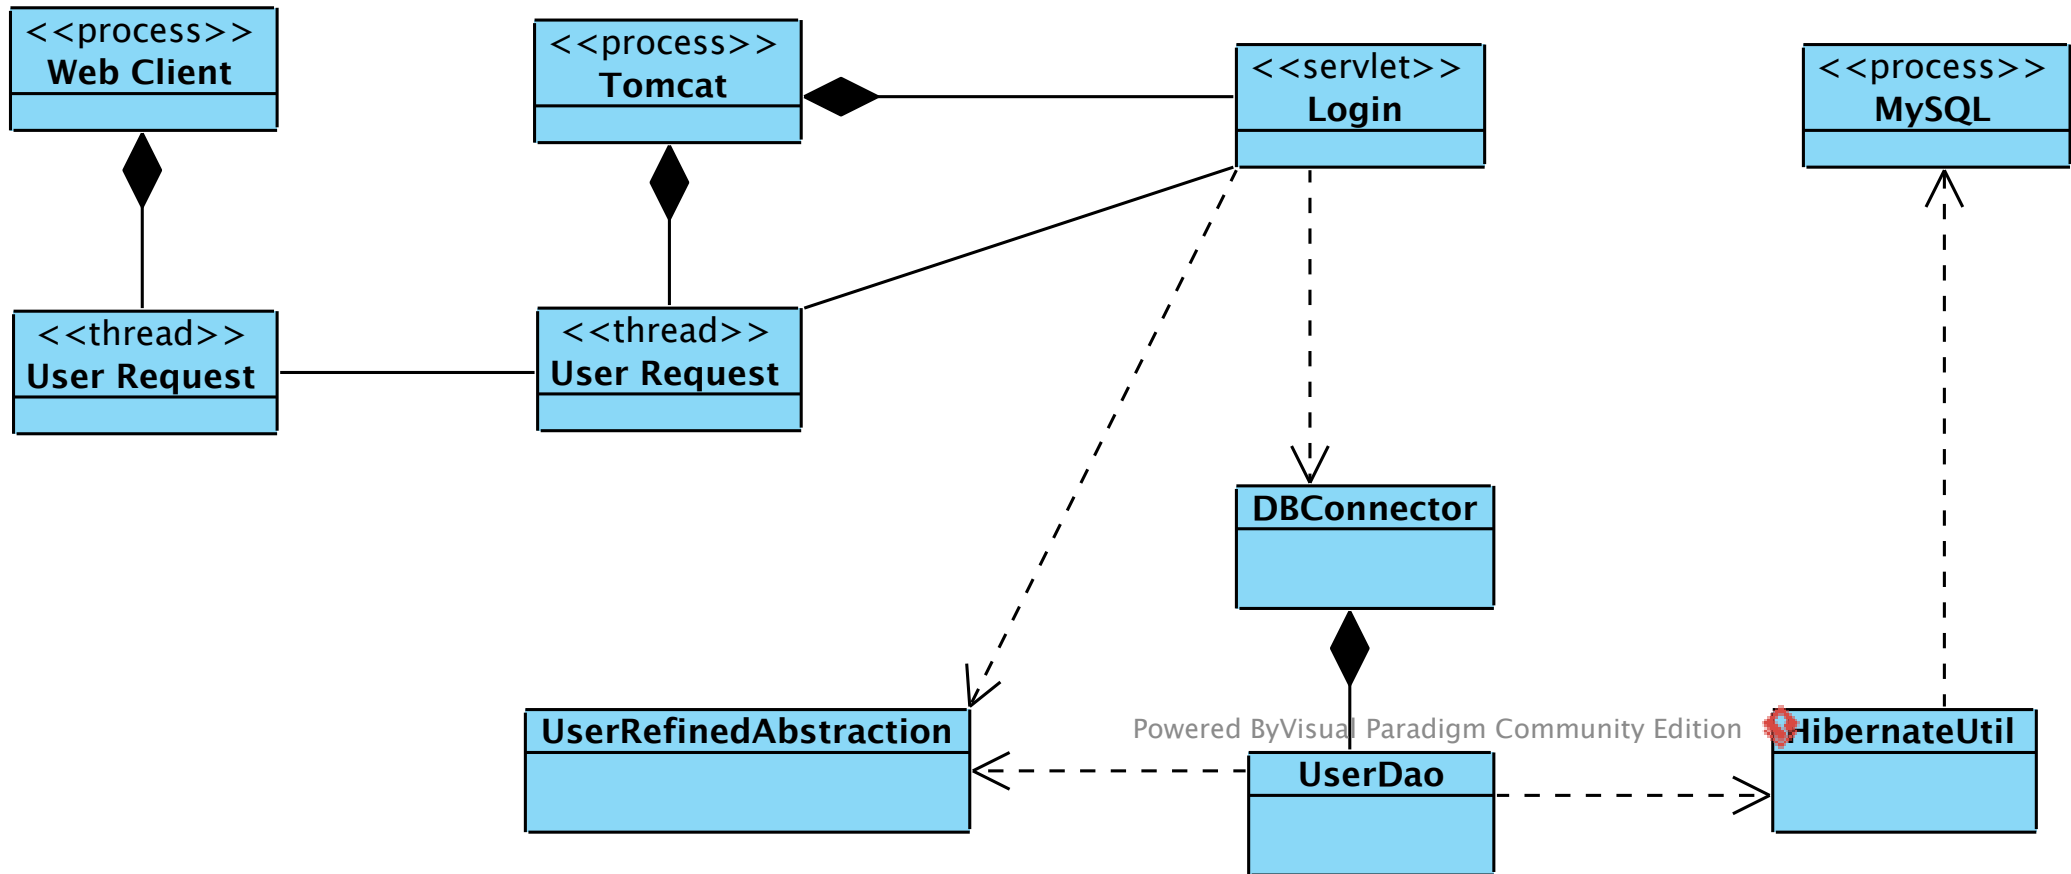 <<process>>
Web Client
<<process>>
Tomcat
<<servlet>>
Login
<<process>>
MySQL
<<thread>>
User Request
<<thread>>
User Request
DBConnector
UserRefinedAbstraction
Powered ByVisual Paradigm Community Edition
HibernateUtil
UserDao